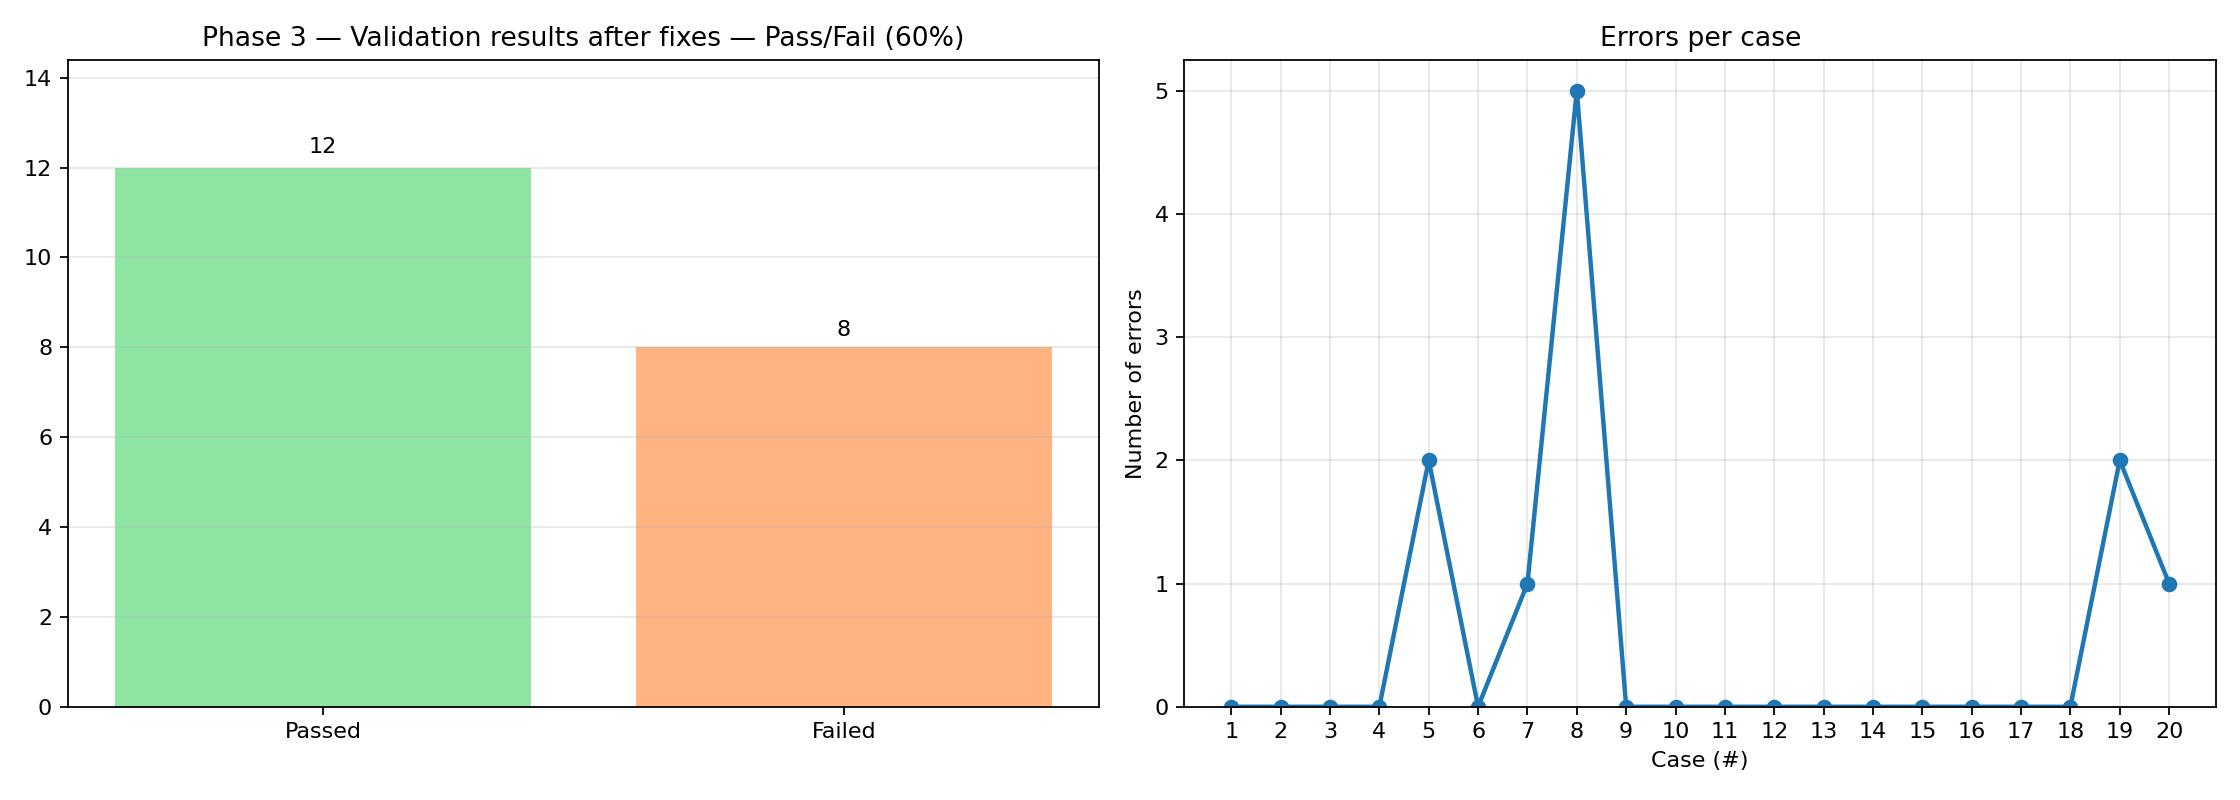 Phase 3 — Validation results after fixes — Pass/Fail (60%)
14
12
10
8
6
4
2
0
12
8
Passed Failed
Errors per case
Number of errors
5
4
3
2
1
0
1 2 3 4 5 6 7 8 9 10 11 12 13 14 15 16 17 18 19 20
Case (#)